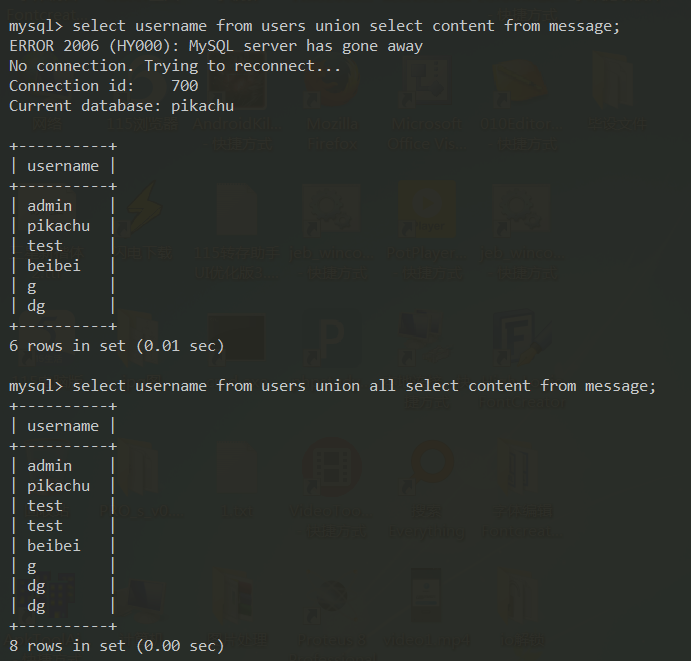 mysql> select username from users union select content from message;
ERROR 2006 (HY000): MySQL server has gone away
No connection. Trying to reconnect...
Connection id:    700
Current database: pikachu

+----------+
| username |
+----------+
| admin    |
| pikachu  |
| test     |
| beibei   |
| g        |
| dg       |
+----------+
6 rows in set (0.01 sec)

mysql> select username from users union all select content from message;
+----------+
| username |
+----------+
| admin    |
| pikachu  |
| test     |
| test     |
| beibei   |
| g        |
| dg       |
| dg       |
+----------+
8 rows in set (0.00 sec)